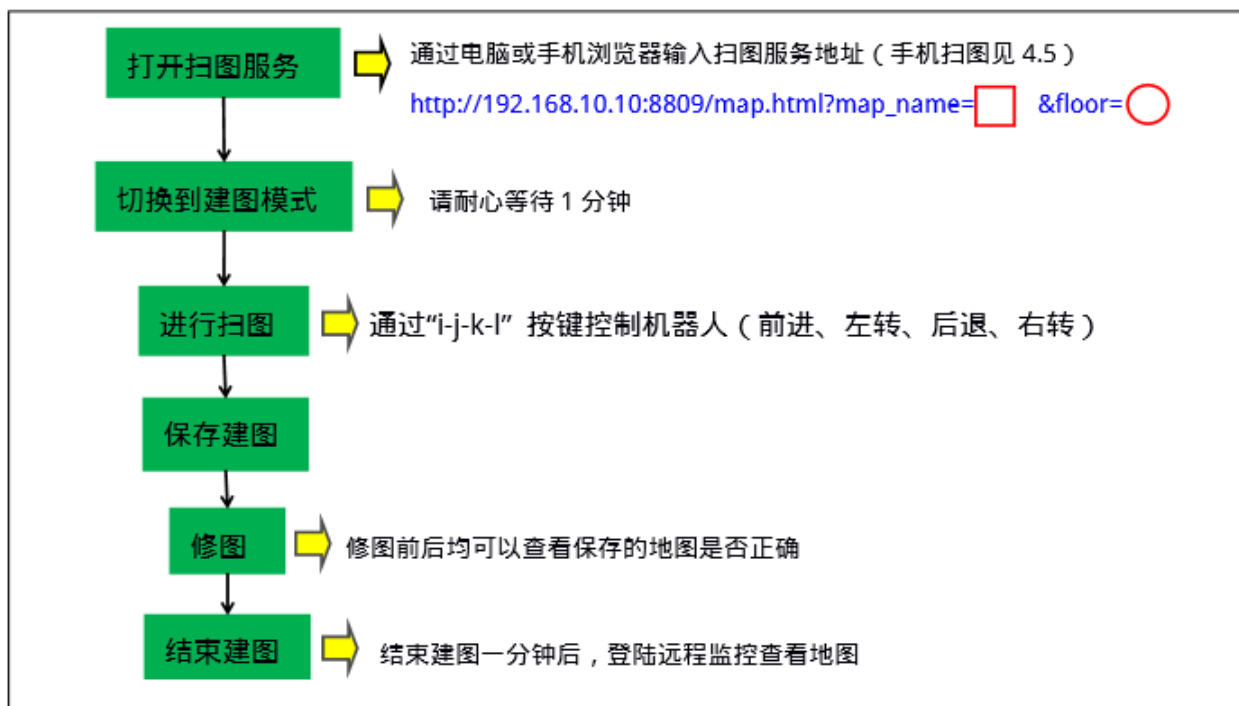 打开扫图服务
通过电脑或手机浏览器输入扫图服务地址（手机扫图见 4.5）
http://192.168.10.10:8809/map.html?map_name= &floor=
切换到建图模式
请耐心等待 1 分钟
进行扫图
通过“i-j-k-l” 按键控制机器人（前进、左转、后退、右转）
保存建图
修图
修图前后均可以查看保存的地图是否正确
结束建图
结束建图一分钟后，登陆远程监控查看地图